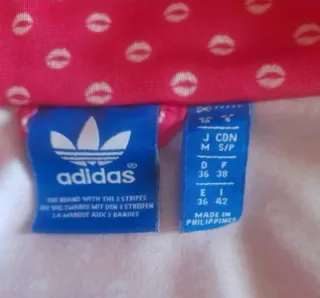 adidas®
THE BRAND WITH THE 3 STRIPES
DIE MARKE MIT DEN 3 STREIFEN
LA MARQUE AUX 3 BANDES
J CDN
M S/P
D F
36 38
E I
36 42
MADE IN
PHILIPPINES